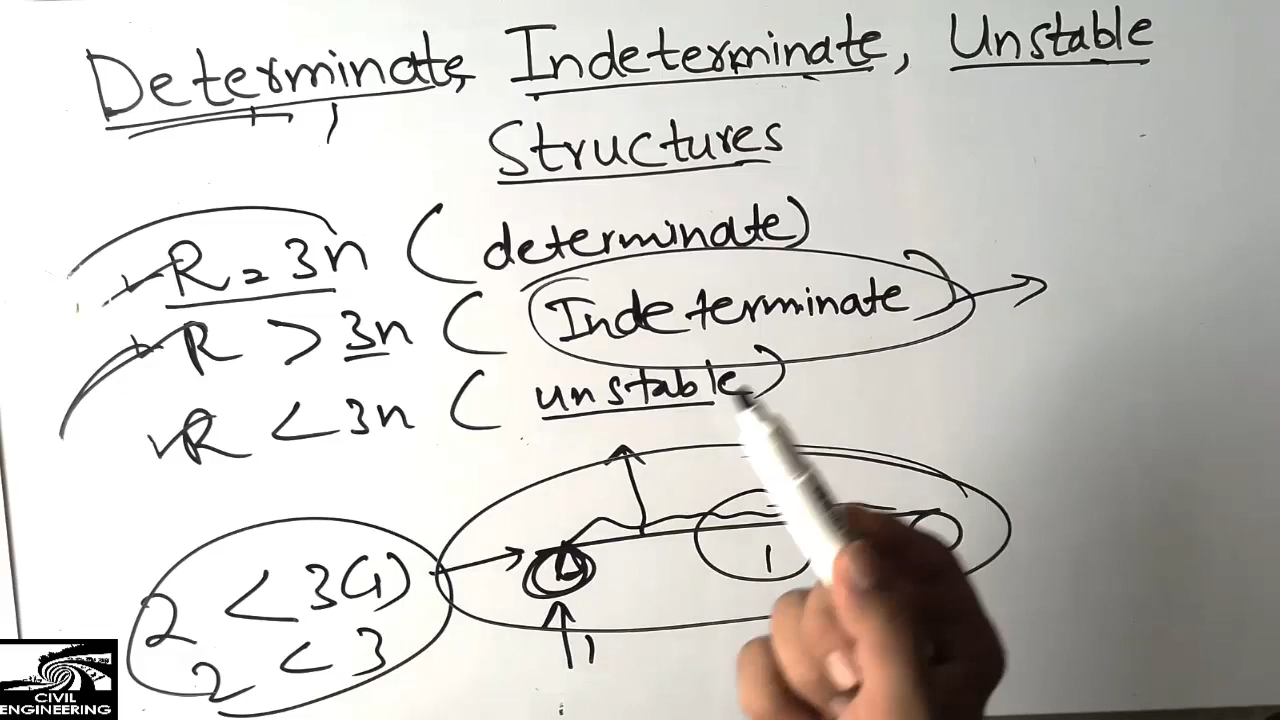 Determinate, Indeterminate, Unstable
Structures
R = 3n (determinate)
R > 3n (Indeterminate)
R < 3n (unstable)
2 < 3(1)
2 < 3
1
1
CIVIL
ENGINEERING